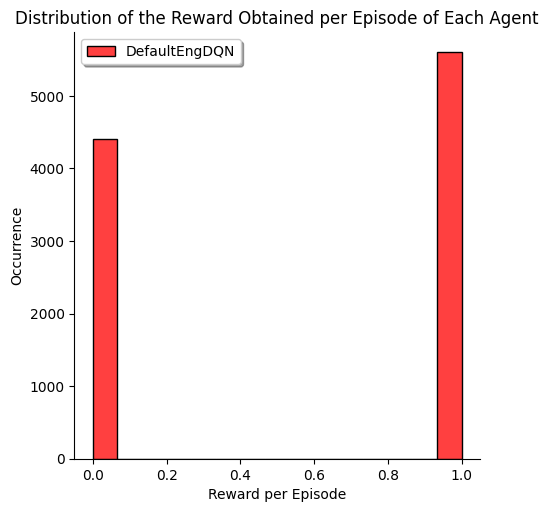 Distribution of the Reward Obtained per Episode of Each Agent
DefaultEngDQN
5000
4000
3000
2000
1000
0
Occurrence
0.0 0.2 0.4 0.6 0.8 1.0
Reward per Episode